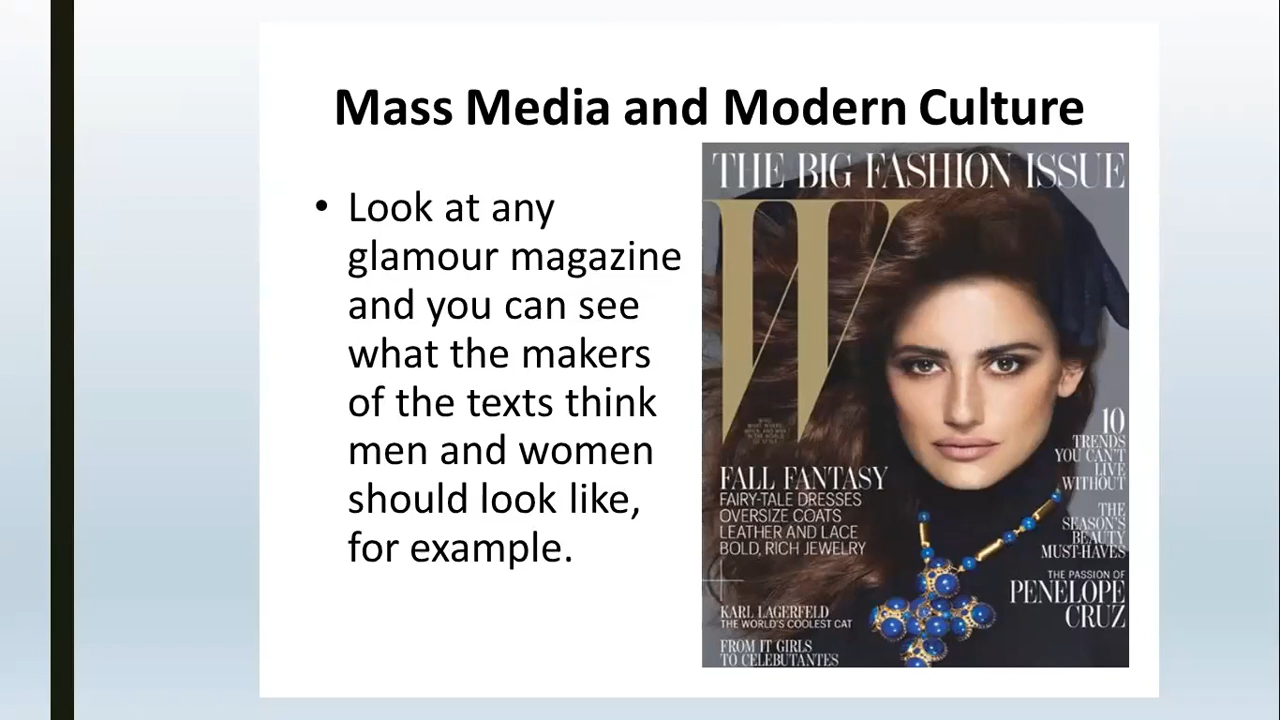 Mass Media and Modern Culture
• Look at any
glamour magazine
and you can see
what the makers
of the texts think
men and women
should look like,
for example.
THE BIG FASHION ISSUE
W
10
TRENDS
YOU CAN'T
LIVE
WITHOUT
FALL FANTASY
FAIRY-TALE DRESSES
OVERSIZE COATS
LEATHER AND LACE
BOLD, RICH JEWELRY
THE
SEASON'S
BEAUTY
MUST-HAVES
THE PASSION OF
PENELOPE
CRUZ
KARL LAGERFELD
THE WORLD'S COOLEST CAT
FROM IT GIRLS
TO CELEBUTANTES